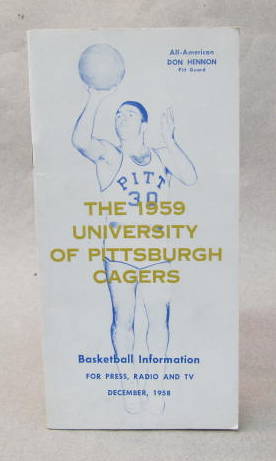 All-American
DON HENNON
Pitt Guard
PITT
30
THE 1959
UNIVERSITY
OF PITTSBURGH
CAGERS
Basketball Information
FOR PRESS, RADIO AND TV
DECEMBER, 1958